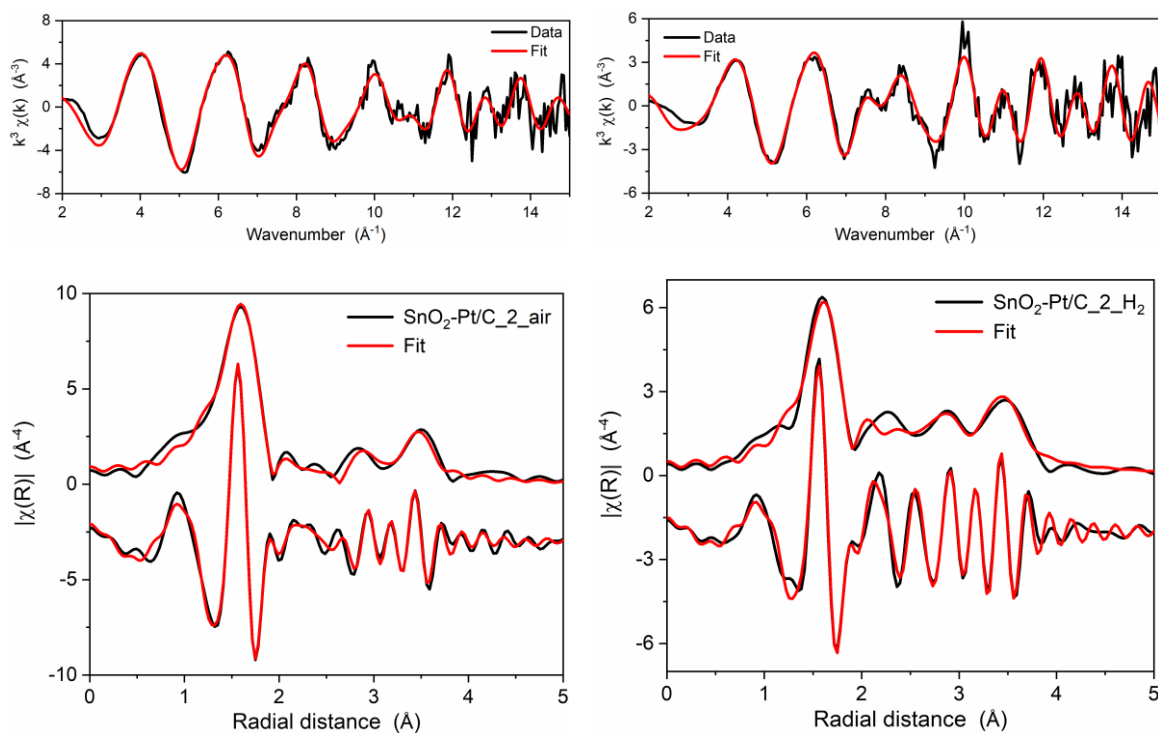 k³ χ(k) (Å⁻³)
8
4
0
-4
-8
Data
Fit
2 4 6 8 10 12 14
Wavenumber (Å⁻¹)
k³ χ(k) (Å⁻³)
6
3
0
-3
-6
Data
Fit
2 4 6 8 10 12 14
Wavenumber (Å⁻¹)
|χ(R)| (Å⁻⁴)
10
5
0
-5
-10
SnO₂-Pt/C_2_air
Fit
0 1 2 3 4 5
Radial distance (Å)
|χ(R)| (Å⁻⁴)
6
3
0
-3
-6
SnO₂-Pt/C_2_H₂
Fit
0 1 2 3 4 5
Radial distance (Å)